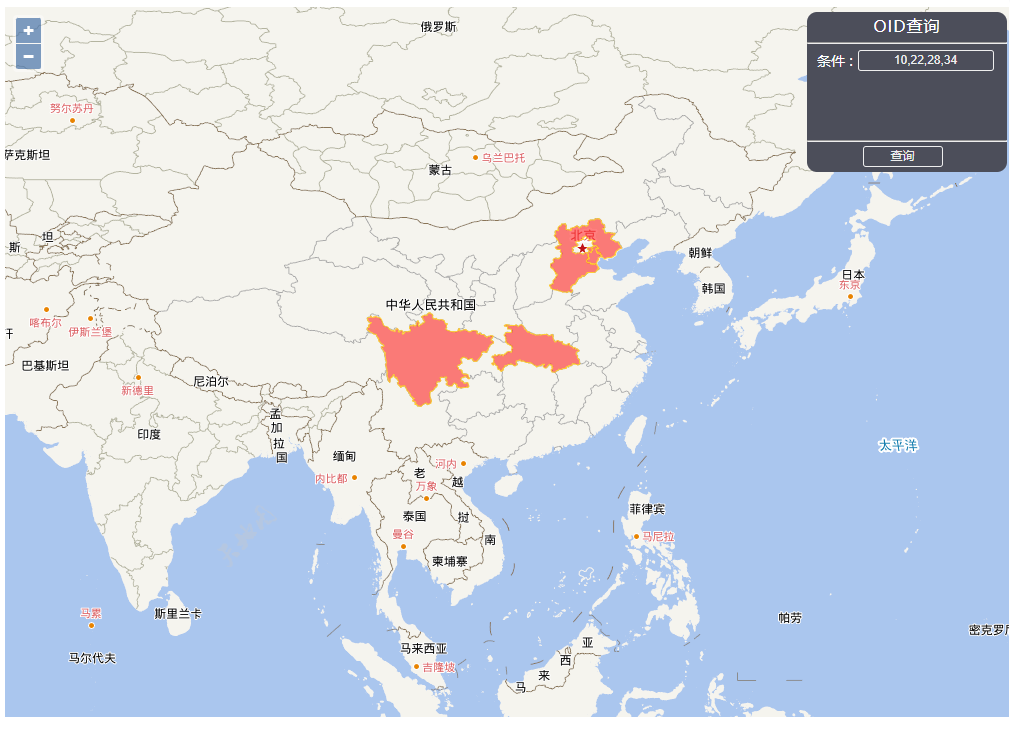 +
−
OID查询
条件 : 10,22,28,34
查询
俄罗斯
努尔苏丹
萨克斯坦
乌兰巴托
蒙古
斯
坦
北京
朝鲜
韩国
日本
东京
中华人民共和国
喀布尔
伊斯兰堡
巴基斯坦
新德里
尼泊尔
印度
孟
加
拉
国
缅甸
内比都
河内
老
万象
越
泰国
挝
曼谷
南
柬埔寨
太平洋
菲律宾
马尼拉
马累
斯里兰卡
马尔代夫
马来西亚
吉隆坡
亚
西
来
马
帕劳
密克罗尼